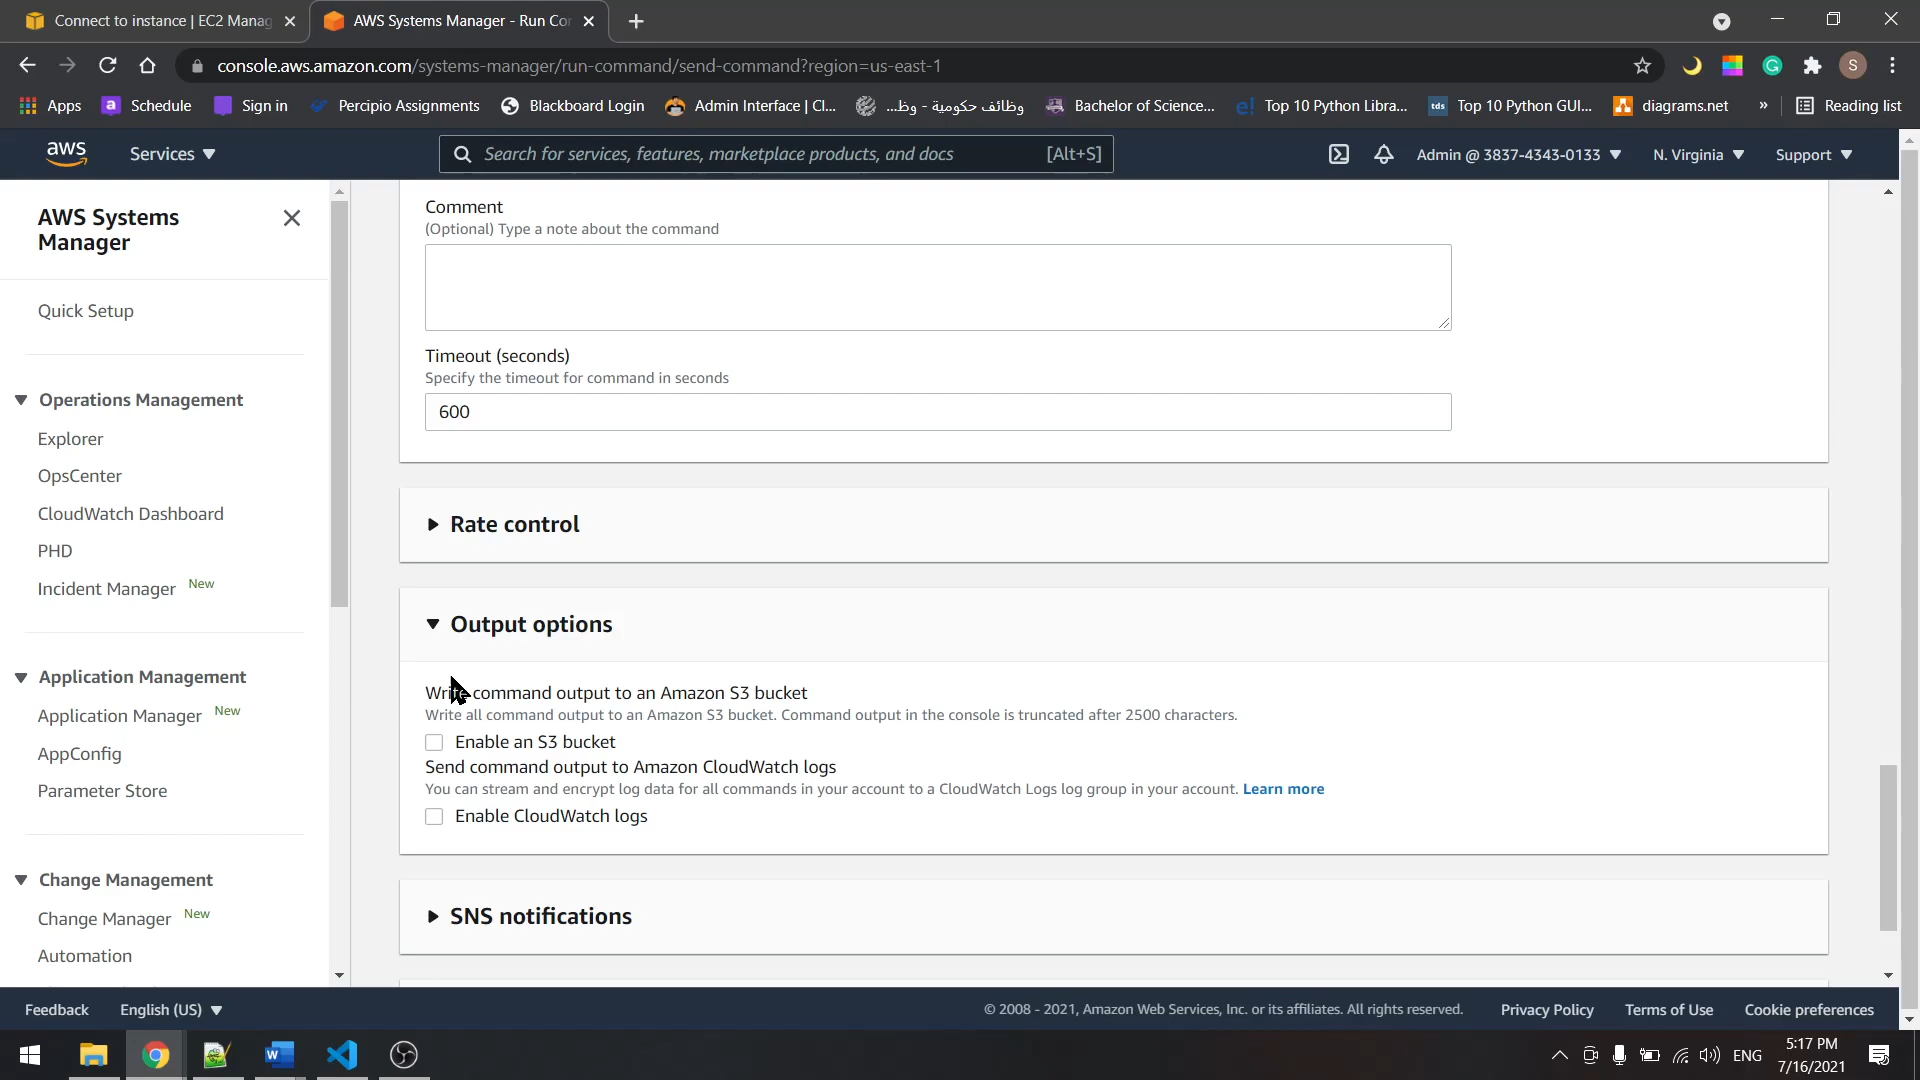 Connect to instance | EC2 Manag
AWS Systems Manager - Run Co
console.aws.amazon.com/systems-manager/run-command/send-command?region=us-east-1
S
Apps
a Schedule
Sign in
Percipio Assignments
Blackboard Login
Admin Interface | Cl...
وظائف حكومية - وظ...
Bachelor of Science...
e! Top 10 Python Libra...
tds Top 10 Python GUI...
diagrams.net
»
Reading list
aws
Services
Search for services, features, marketplace products, and docs [Alt+S]
Admin @ 3837-4343-0133
N. Virginia
Support
AWS Systems
Manager
Quick Setup
Operations Management
Explorer
OpsCenter
CloudWatch Dashboard
PHD
Incident Manager New
Application Management
Application Manager New
AppConfig
Parameter Store
Change Management
Change Manager New
Automation
Comment
(Optional) Type a note about the command
Timeout (seconds)
Specify the timeout for command in seconds
600
Rate control
Output options
Write command output to an Amazon S3 bucket
Write all command output to an Amazon S3 bucket. Command output in the console is truncated after 2500 characters.
Enable an S3 bucket
Send command output to Amazon CloudWatch logs
You can stream and encrypt log data for all commands in your account to a CloudWatch Logs log group in your account. Learn more
Enable CloudWatch logs
SNS notifications
Feedback
English (US)
© 2008 - 2021, Amazon Web Services, Inc. or its affiliates. All rights reserved.
Privacy Policy
Terms of Use
Cookie preferences
ENG
5:17 PM
7/16/2021